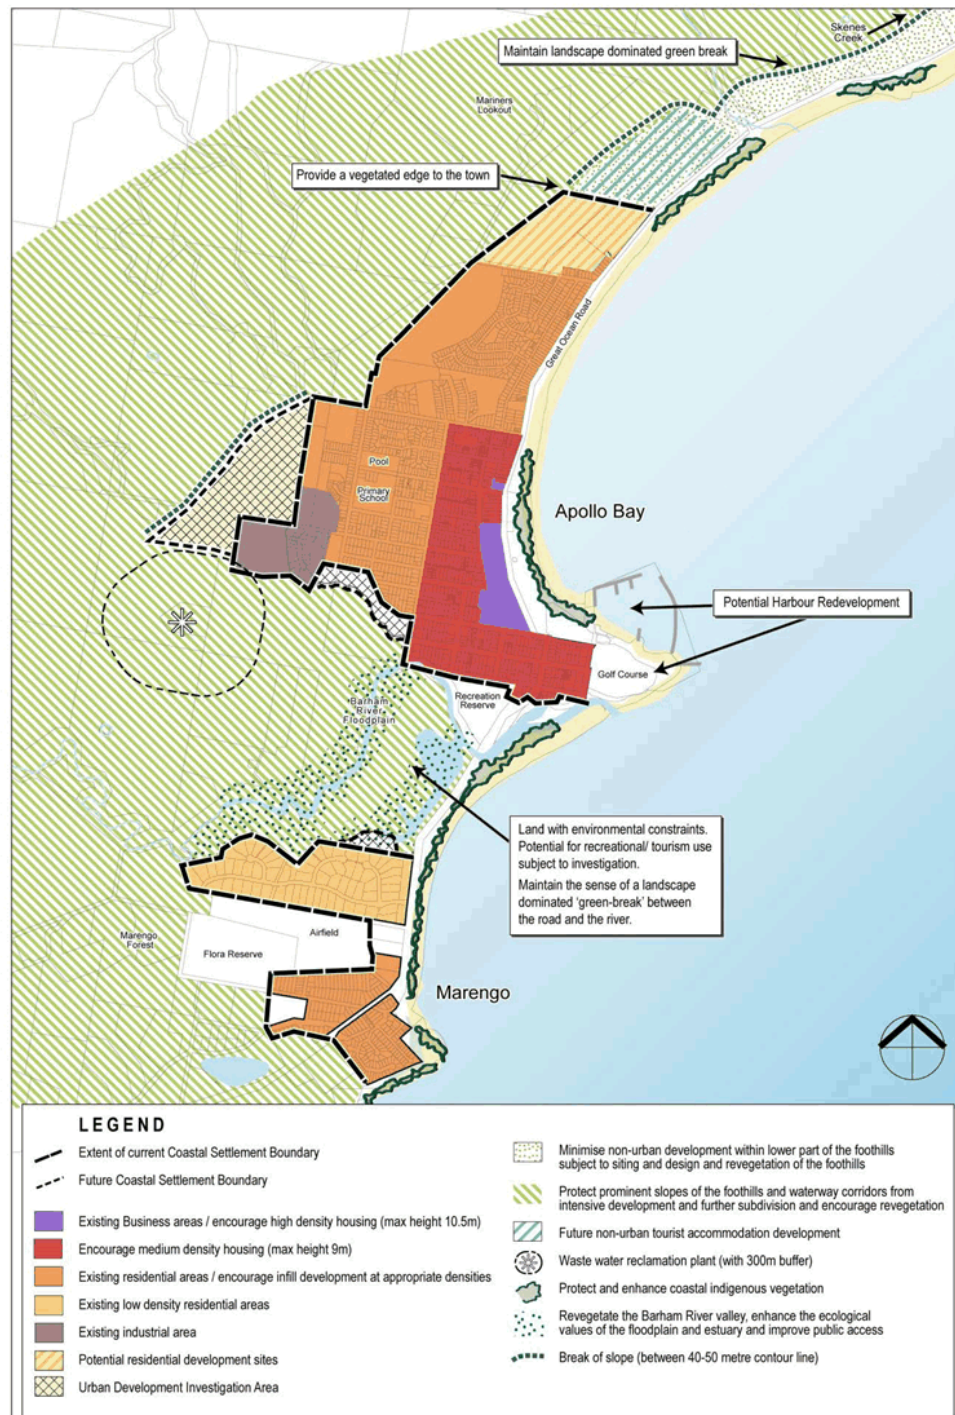 Skenes
Creek
Maintain landscape dominated green break
Mariners
Lookout
Provide a vegetated edge to the town
Great Ocean Road
Pool
Primary
School
Apollo Bay
Potential Harbour Redevelopment
Golf Course
Recreation
Reserve
Barham
River
Floodplain
Land with environmental constraints.
Potential for recreational/ tourism use
subject to investigation.
Maintain the sense of a landscape
dominated 'green-break' between
the road and the river.
Marengo
Forest
Airfield
Flora Reserve
Marengo
LEGEND
Extent of current Coastal Settlement Boundary
Future Coastal Settlement Boundary
Existing Business areas / encourage high density housing (max height 10.5m)
Encourage medium density housing (max height 9m)
Existing residential areas / encourage infill development at appropriate densities
Existing low density residential areas
Existing industrial area
Potential residential development sites
Urban Development Investigation Area
Minimise non-urban development within lower part of the foothills
subject to siting and design and revegetation of the foothills
Protect prominent slopes of the foothills and waterway corridors from
intensive development and further subdivision and encourage revegetation
Future non-urban tourist accommodation development
Waste water reclamation plant (with 300m buffer)
Protect and enhance coastal indigenous vegetation
Revegetate the Barham River valley, enhance the ecological
values of the floodplain and estuary and improve public access
Break of slope (between 40-50 metre contour line)